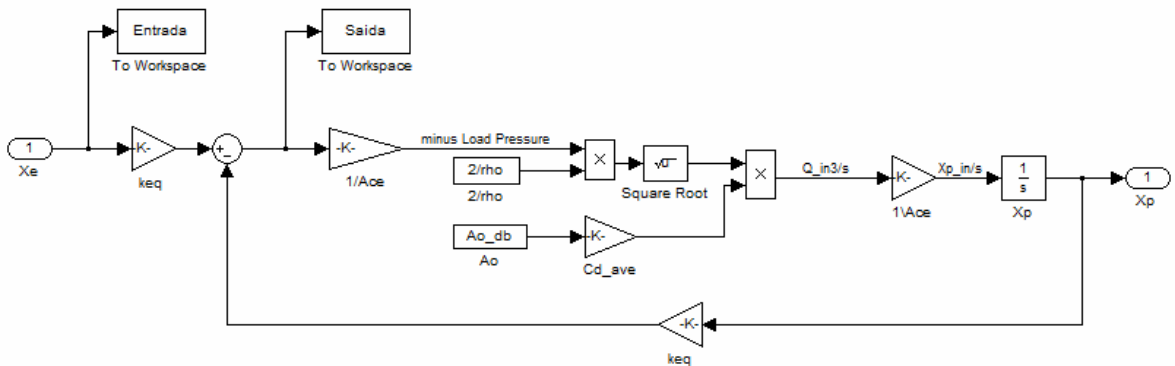 Entrada
To Workspace
Saida
To Workspace
1
Xe
-K-
keq
+
-
-K-
1/Ace
minus Load Pressure
2/rho
2/rho
×
√u
Square Root
×
Ao_db
Ao
-K-
Cd_ave
Q_in3/s
-K-
1\Ace
Xp_in/s
1
s
Xp
1
Xp
-K-
keq